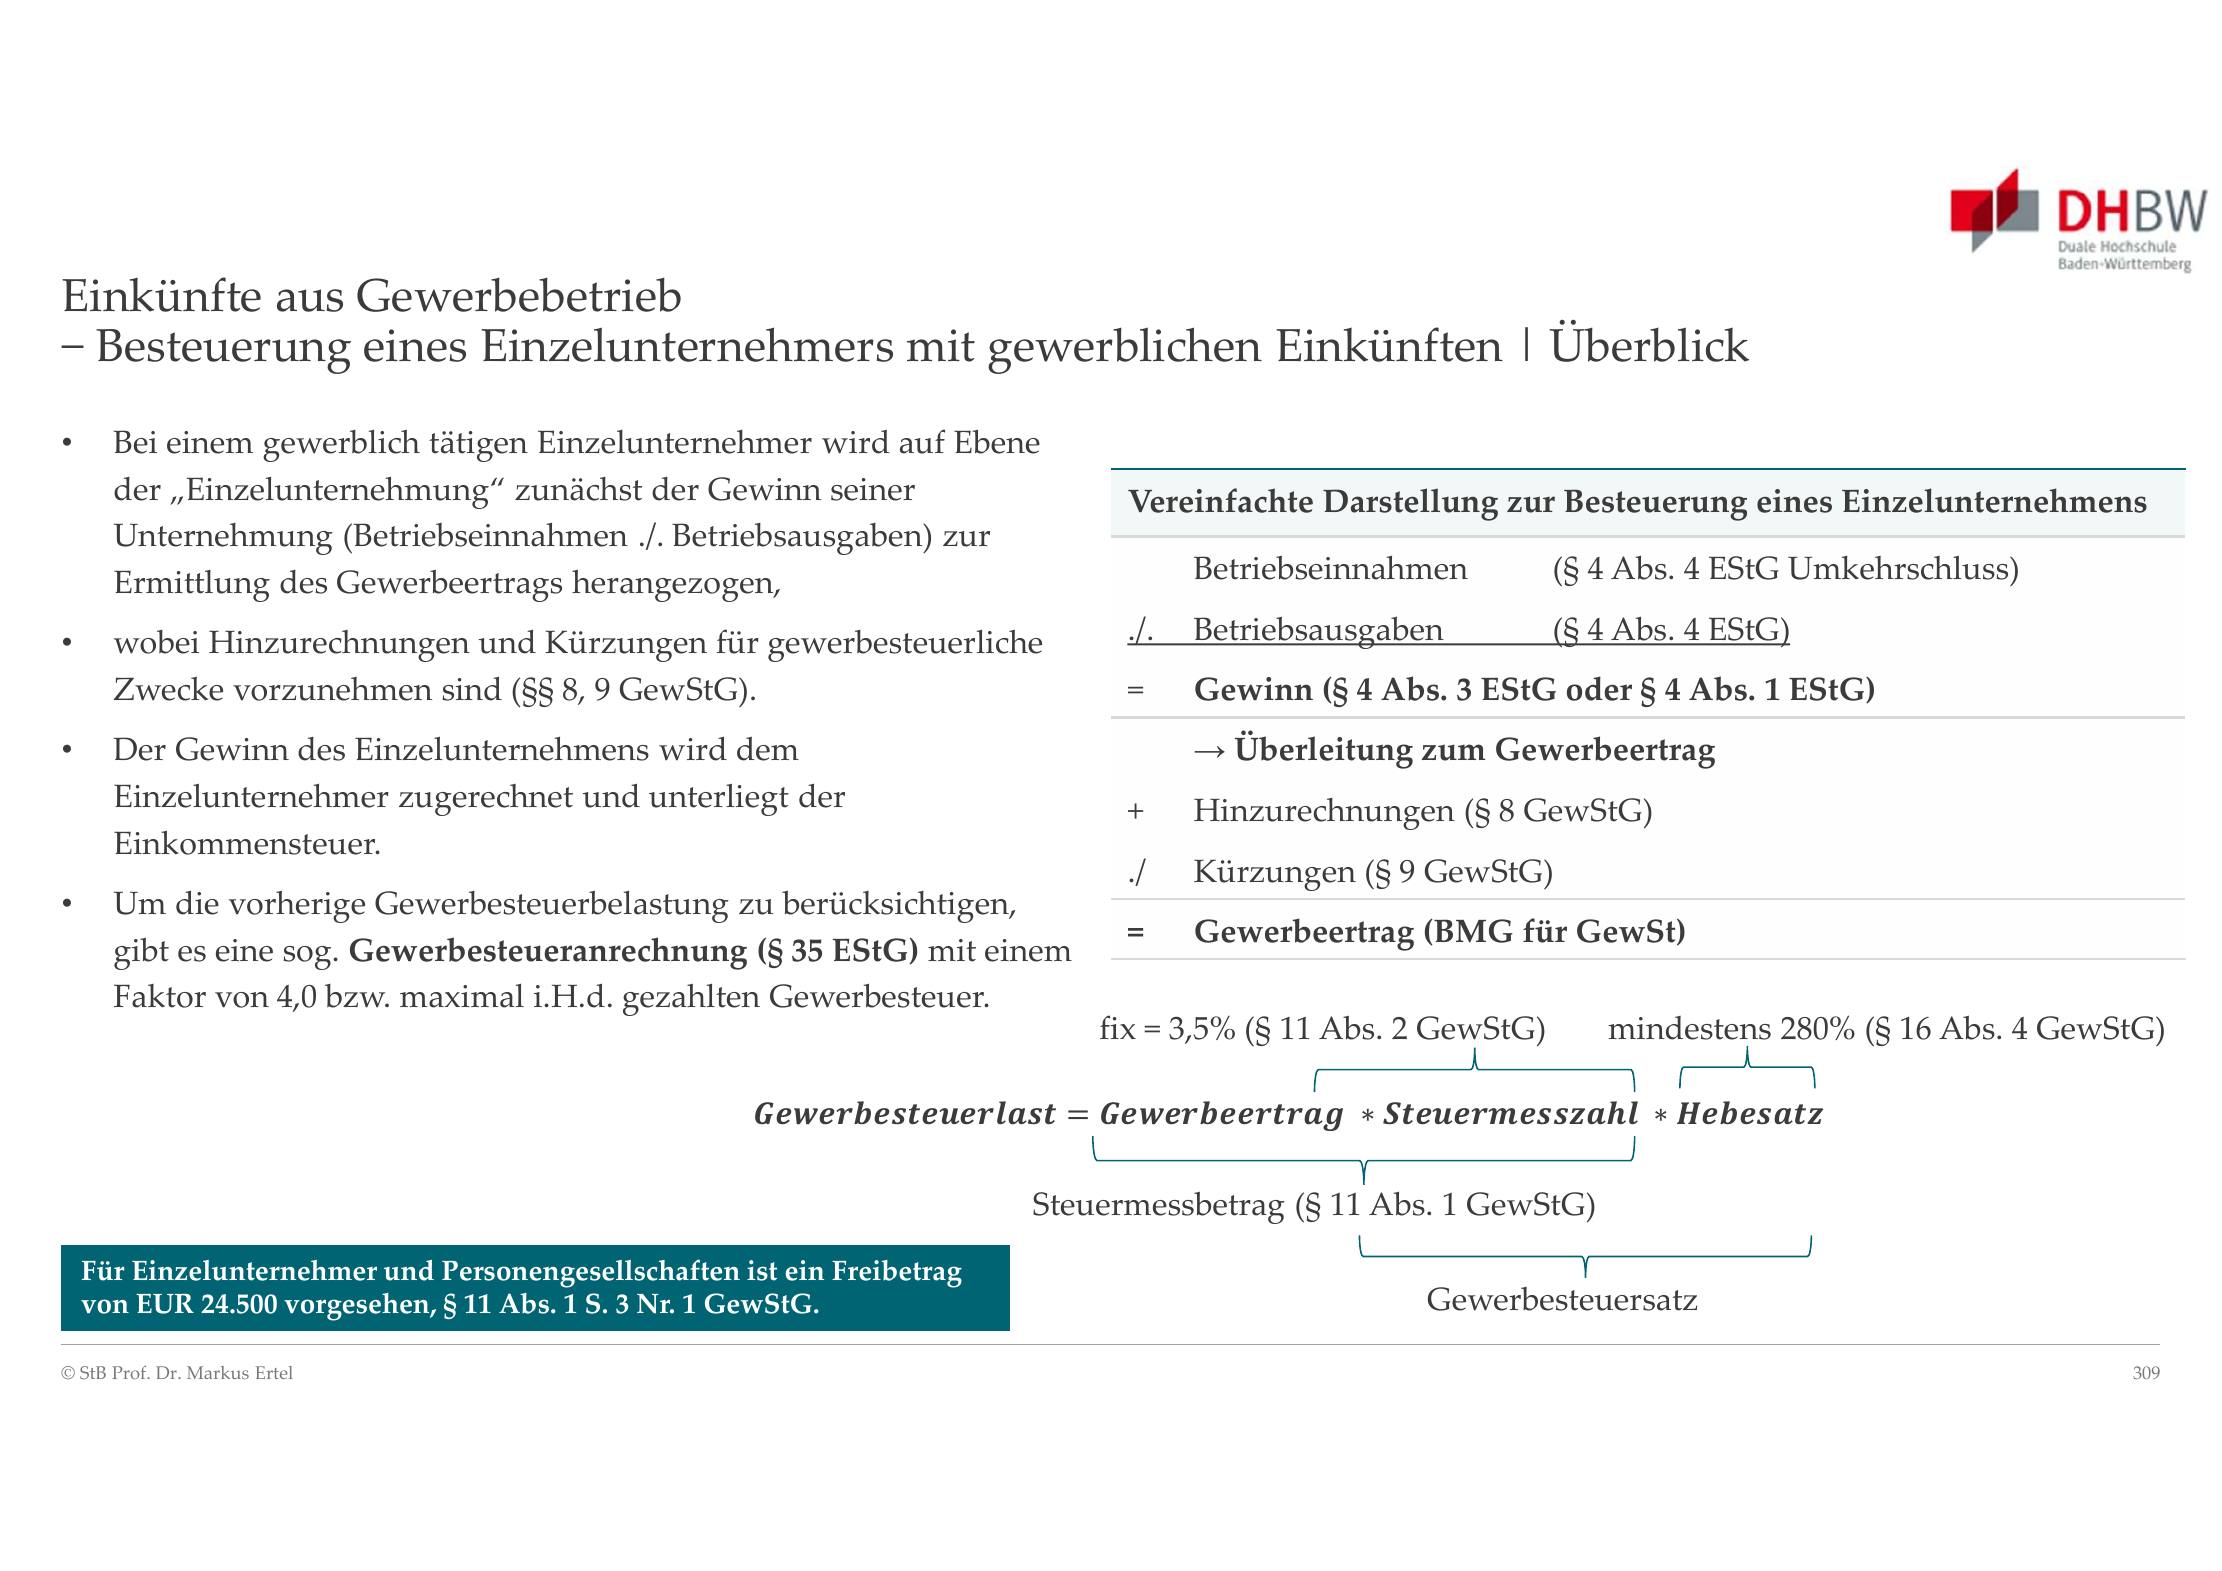 DHBW
Duale Hochschule
Baden-Württemberg
Einkünfte aus Gewerbebetrieb
– Besteuerung eines Einzelunternehmers mit gewerblichen Einkünften | Überblick
• Bei einem gewerblich tätigen Einzelunternehmer wird auf Ebene
der „Einzelunternehmung“ zunächst der Gewinn seiner
Unternehmung (Betriebseinnahmen ./. Betriebsausgaben) zur
Ermittlung des Gewerbeertrags herangezogen,
• wobei Hinzurechnungen und Kürzungen für gewerbesteuerliche
Zwecke vorzunehmen sind (§§ 8, 9 GewStG).
• Der Gewinn des Einzelunternehmens wird dem
Einzelunternehmer zugerechnet und unterliegt der
Einkommensteuer.
• Um die vorherige Gewerbesteuerbelastung zu berücksichtigen,
gibt es eine sog. Gewerbesteueranrechnung (§ 35 EStG) mit einem
Faktor von 4,0 bzw. maximal i.H.d. gezahlten Gewerbesteuer.
Vereinfachte Darstellung zur Besteuerung eines Einzelunternehmens
Betriebseinnahmen (§ 4 Abs. 4 EStG Umkehrschluss)
./. Betriebsausgaben (§ 4 Abs. 4 EStG)
= Gewinn (§ 4 Abs. 3 EStG oder § 4 Abs. 1 EStG)
→ Überleitung zum Gewerbeertrag
+ Hinzurechnungen (§ 8 GewStG)
./ Kürzungen (§ 9 GewStG)
= Gewerbeertrag (BMG für GewSt)
fix = 3,5% (§ 11 Abs. 2 GewStG) mindestens 280% (§ 16 Abs. 4 GewStG)
Gewerbesteuerlast = Gewerbeertrag * Steuermesszahl * Hebesatz
Steuermessbetrag (§ 11 Abs. 1 GewStG)
Gewerbesteuersatz
Für Einzelunternehmer und Personengesellschaften ist ein Freibetrag
von EUR 24.500 vorgesehen, § 11 Abs. 1 S. 3 Nr. 1 GewStG.
© StB Prof. Dr. Markus Ertel
309